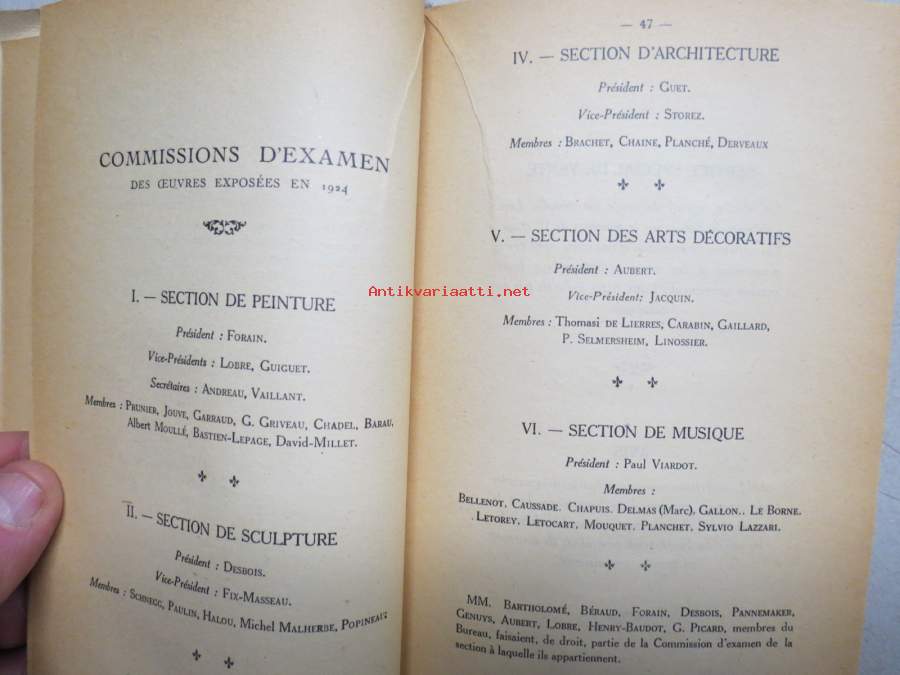 COMMISSIONS D'EXAMEN
DES ŒUVRES EXPOSÉES EN 1924
I. — SECTION DE PEINTURE
Président : FORAIN.
Vice-Présidents : LOBRE, GUIGUET.
Secrétaires : ANDREAU, VAILLANT.
Membres : PRUNIER, JOUVE, GARRAUD, G. GRIVEAU, CHADEL, BARAU,
Albert MOULLÉ, BASTIEN-LEPAGE, DAVID-MILLET.
II. — SECTION DE SCULPTURE
Président : DESBOIS.
Vice-Président : FIX-MASSEAU.
Membres : SCHNEGG, PAULIN, HALOU, Michel MALHERBE, POPINEAU.
— 47 —
IV. — SECTION D'ARCHITECTURE
Président : GUET.
Vice-Président : STOREZ.
Membres : BRACHET, CHAINE, PLANCHÉ, DERVEAUX
V. — SECTION DES ARTS DÉCORATIFS
Président : AUBERT.
Vice-Président: JACQUIN.
Membres : Thomasi DE LIERRES, CARABIN, GAILLARD,
P. SELMERSHEIM, LINOSSIER.
VI. — SECTION DE MUSIQUE
Président : PAUL VIARDOT.
Membres :
BELLENOT, CAUSSADE, CHAPUIS, DELMAS (Marc), GALLON., LE BORNE,
LETOREY, LETOCART, MOUQUET, PLANCHET, SYLVIO LAZZARI.
MM. BARTHOLOMÉ, BÉRAUD, FORAIN, DESBOIS, PANNEMAKER,
GENUYS, AUBERT, LOBRE, HENRY-BAUDOT, G. PICARD, membres du
Bureau, faisaient, de droit, partie de la Commission d'examen de la
section à laquelle ils appartiennent.
Antikvariaatti.net